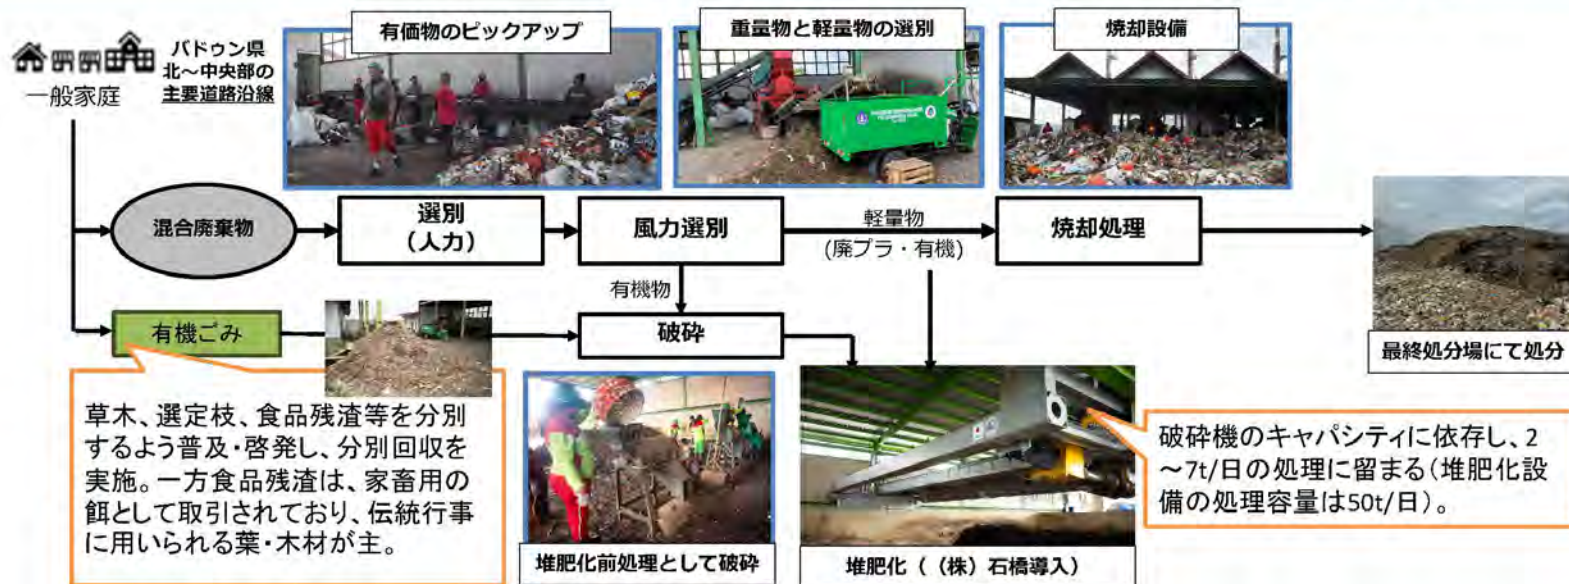 有価物のピックアップ
重量物と軽量物の選別
焼却設備
バドゥン県
北～中央部の
主要道路沿線
一般家庭
混合廃棄物
選別
（人力）
風力選別
軽量物
(廃プラ・有機)
焼却処理
有機物
有機ごみ
破砕
最終処分場にて処分
草木、選定枝、食品残渣等を分別
するよう普及・啓発し、分別回収を
実施。一方食品残渣は、家畜用の
餌として取引されており、伝統行事
に用いられる葉・木材が主。
堆肥化前処理として破砕
堆肥化（（株）石橋導入）
破砕機のキャパシティに依存し、2
～7t/日の処理に留まる（堆肥化設
備の処理容量は50t/日）。